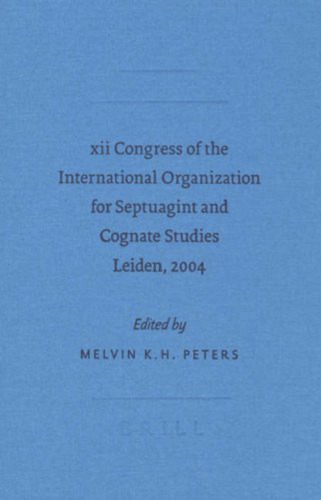 xii Congress of the
International Organization
for Septuagint and
Cognate Studies
Leiden, 2004
Edited by
MELVIN K.H. PETERS
BRILL